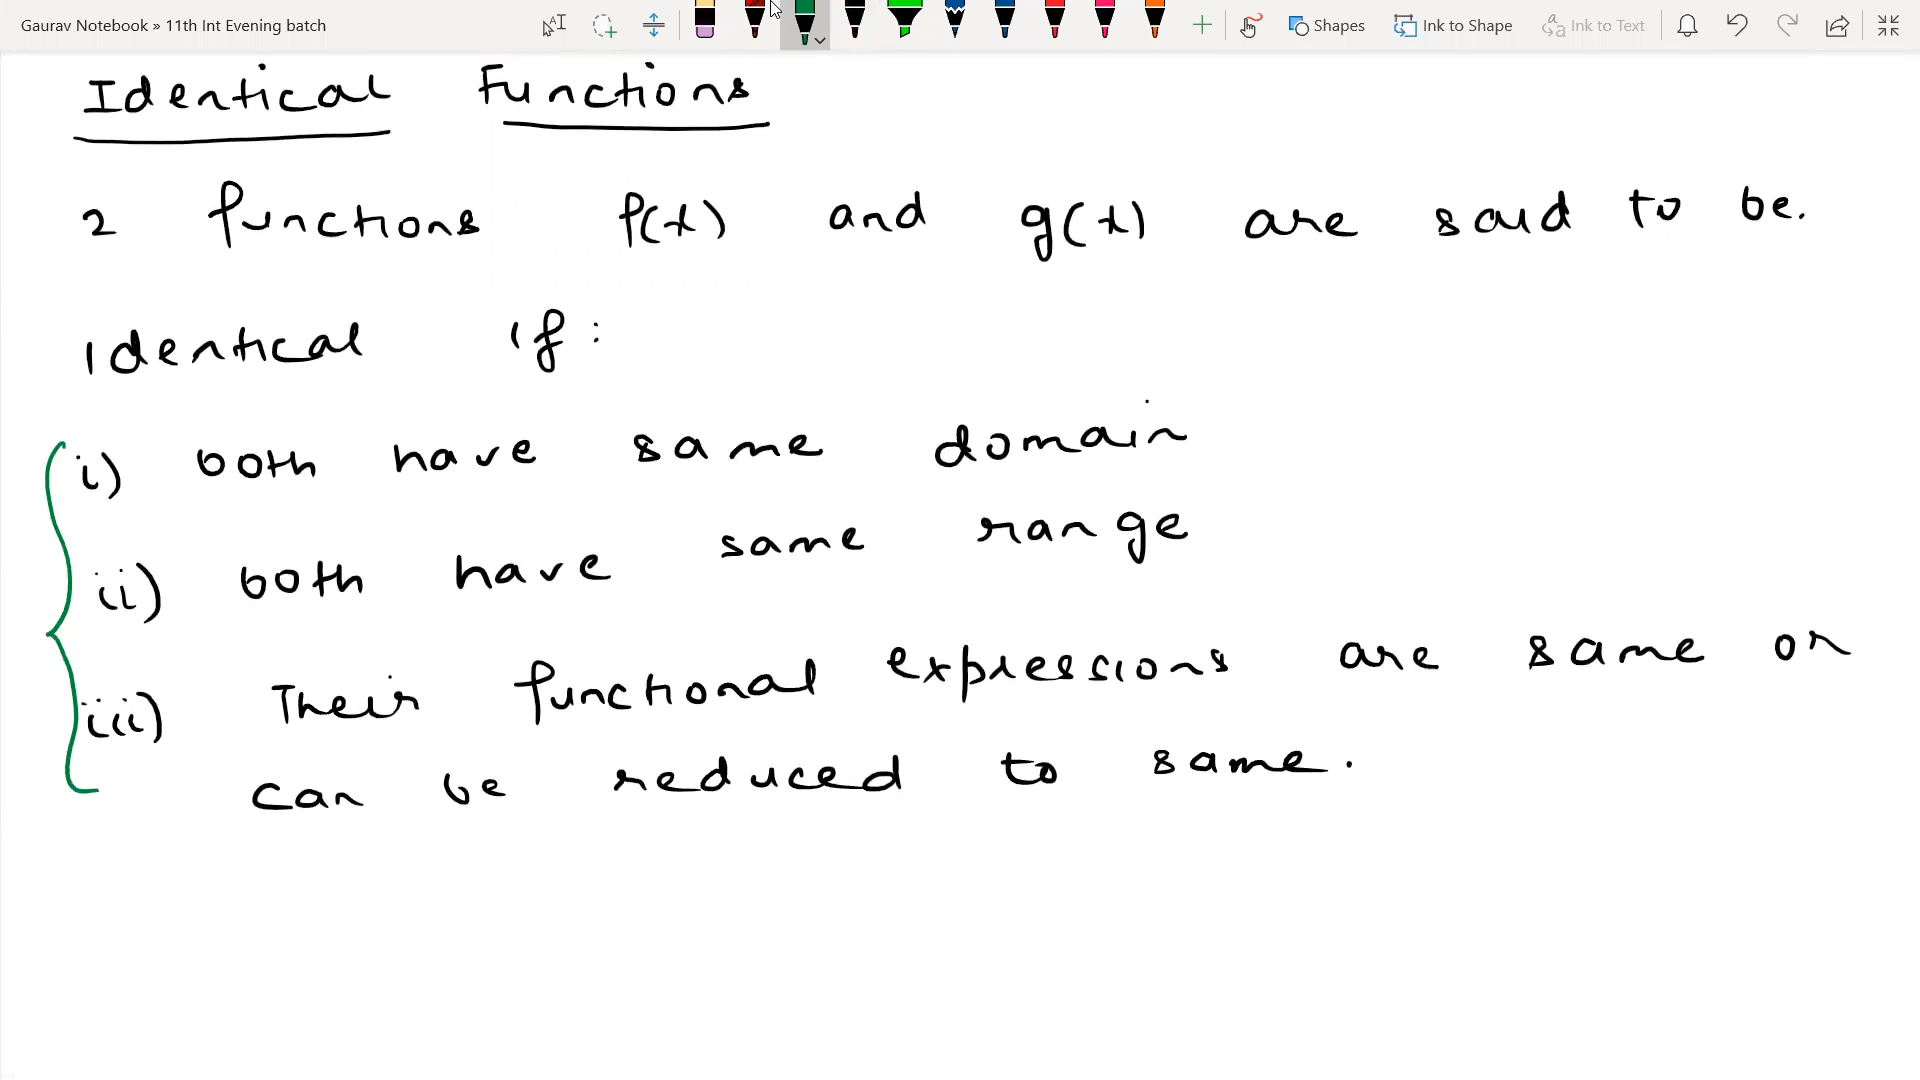 Gaurav Notebook » 11th Int Evening batch
Shapes Ink to Shape Ink to Text
Identical Functions
2 functions f(x) and g(x) are said to be.
identical if:
i) both have same domain
ii) both have same range
iii) Their functional expressions are same or
can be reduced to same.